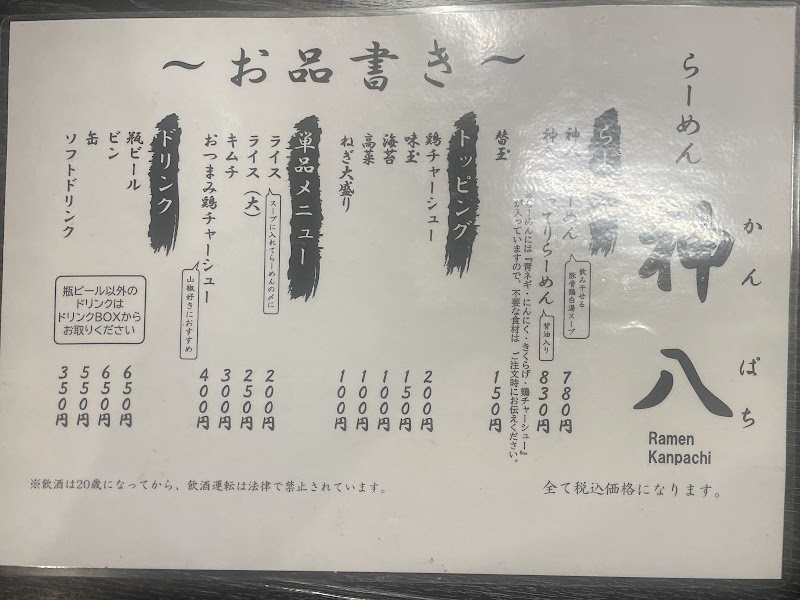 ～お品書き～
らーめん
神八
かんぱち
Ramen
Kanpachi
神
らーめん
飲み干せる
豚骨鶏白湯スープ
780円
神
てりらーめん
背油入り
830円
※らーめんには『青ネギ・にんにく・きくらげ・鶏チャーシュー』
が入っていますので、不要な食材は ご注文時にお伝えください。
替玉
150円
トッピング
鶏チャーシュー
200円
味玉
150円
海苔
100円
高菜
100円
ねぎ大盛り
100円
単品メニュー
ライス
スープに入れてらーめんの〆に
200円
ライス（大）
250円
キムチ
300円
おつまみ鶏チャーシュー
山椒好きにおすすめ
400円
ドリンク
瓶ビール
650円
ビン
650円
缶
550円
ソフトドリンク
350円
瓶ビール以外の
ドリンクは
ドリンクBOXから
お取りください
※飲酒は20歳になってから、飲酒運転は法律で禁止されています。
全て税込価格になります。